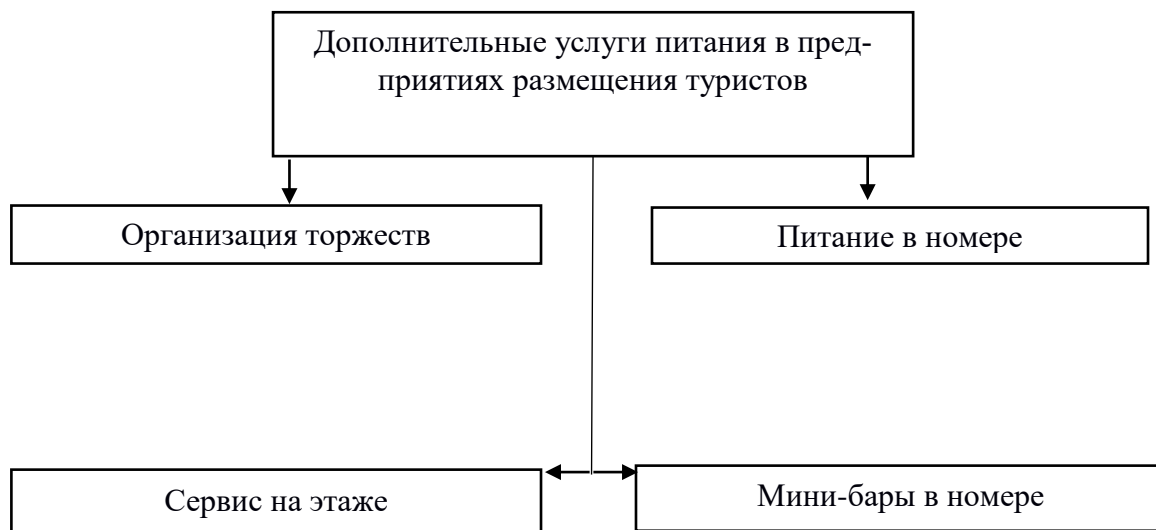 Дополнительные услуги питания в пред-
приятиях размещения туристов
Организация торжеств
Питание в номере
Сервис на этаже
Мини-бары в номере